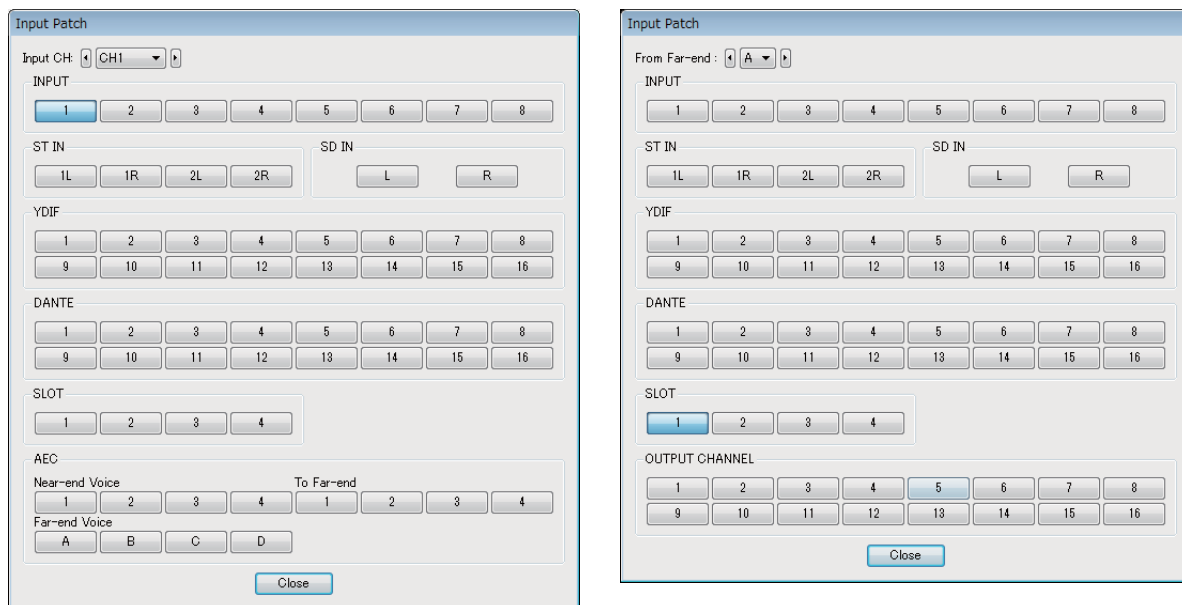 Input Patch
Input CH: CH1
INPUT
1 2 3 4 5 6 7 8
ST IN SD IN
1L 1R 2L 2R L R
YDIF
1 2 3 4 5 6 7 8
9 10 11 12 13 14 15 16
DANTE
1 2 3 4 5 6 7 8
9 10 11 12 13 14 15 16
SLOT
1 2 3 4
AEC
Near-end Voice To Far-end
1 2 3 4 1 2 3 4
Far-end Voice
A B C D
Close
Input Patch
From Far-end : A
INPUT
1 2 3 4 5 6 7 8
ST IN SD IN
1L 1R 2L 2R L R
YDIF
1 2 3 4 5 6 7 8
9 10 11 12 13 14 15 16
DANTE
1 2 3 4 5 6 7 8
9 10 11 12 13 14 15 16
SLOT
1 2 3 4
OUTPUT CHANNEL
1 2 3 4 5 6 7 8
9 10 11 12 13 14 15 16
Close